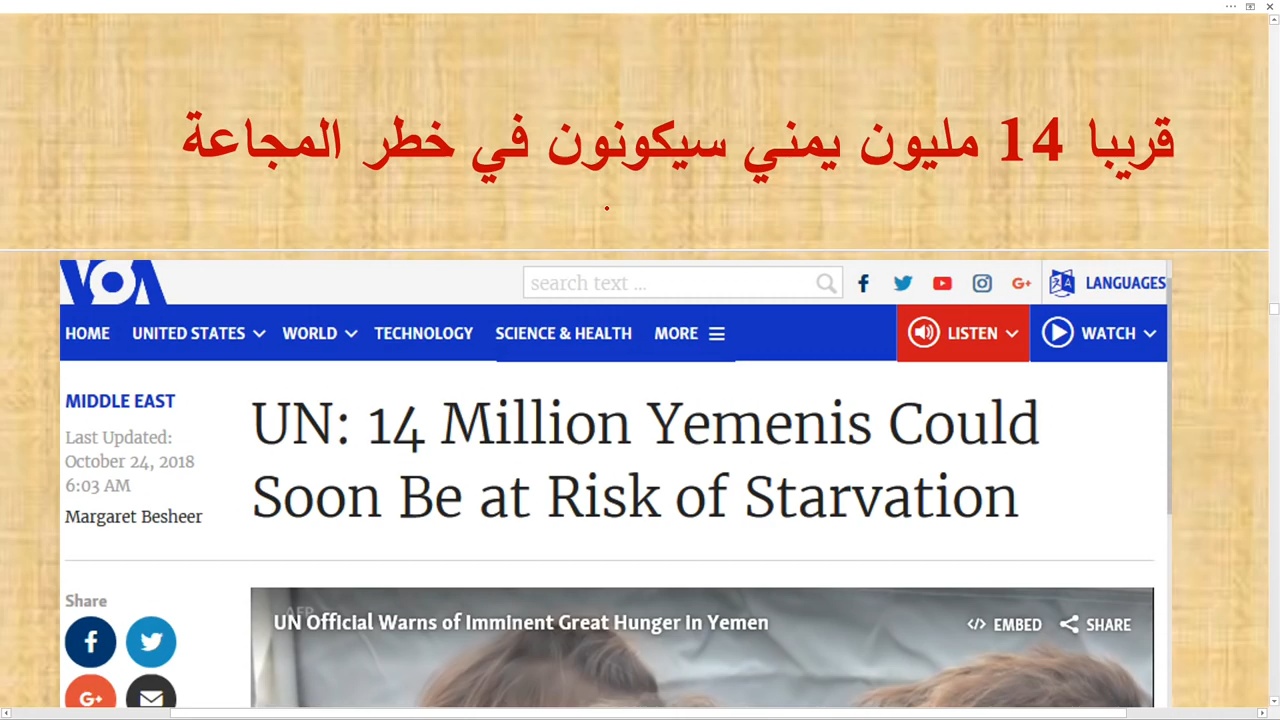 قريبا 14 مليون يمني سيكونون في خطر المجاعة
.
VOA
search text ...
LANGUAGES
HOME UNITED STATES WORLD TECHNOLOGY SCIENCE & HEALTH MORE LISTEN WATCH
MIDDLE EAST
Last Updated:
October 24, 2018
6:03 AM
Margaret Besheer
UN: 14 Million Yemenis Could
Soon Be at Risk of Starvation
Share
AFP
UN Official Warns of Imminent Great Hunger in Yemen
EMBED SHARE